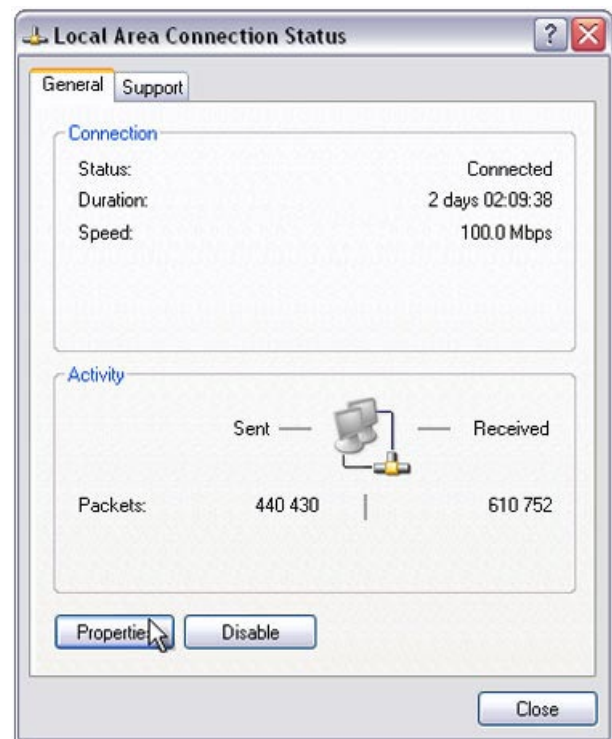 Local Area Connection Status
General Support
Connection
Status: Connected
Duration: 2 days 02:09:38
Speed: 100.0 Mbps
Activity
Sent Received
Packets: 440 430 610 752
Properties Disable
Close